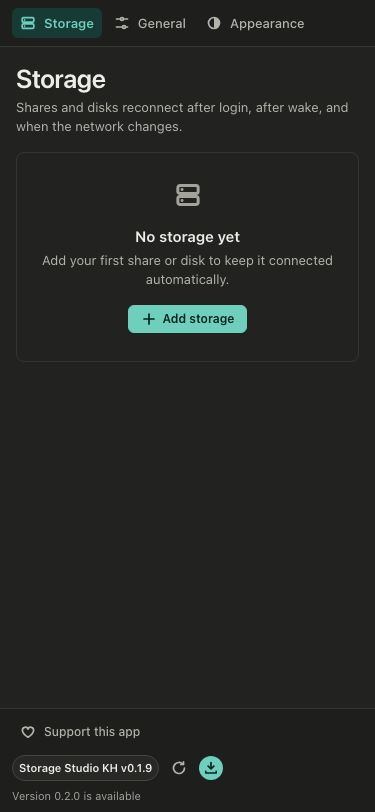 Storage
General
Appearance
Storage
Shares and disks reconnect after login, after wake, and
when the network changes.
No storage yet
Add your first share or disk to keep it connected
automatically.
Add storage
Support this app
Storage Studio KH v0.1.9
Version 0.2.0 is available